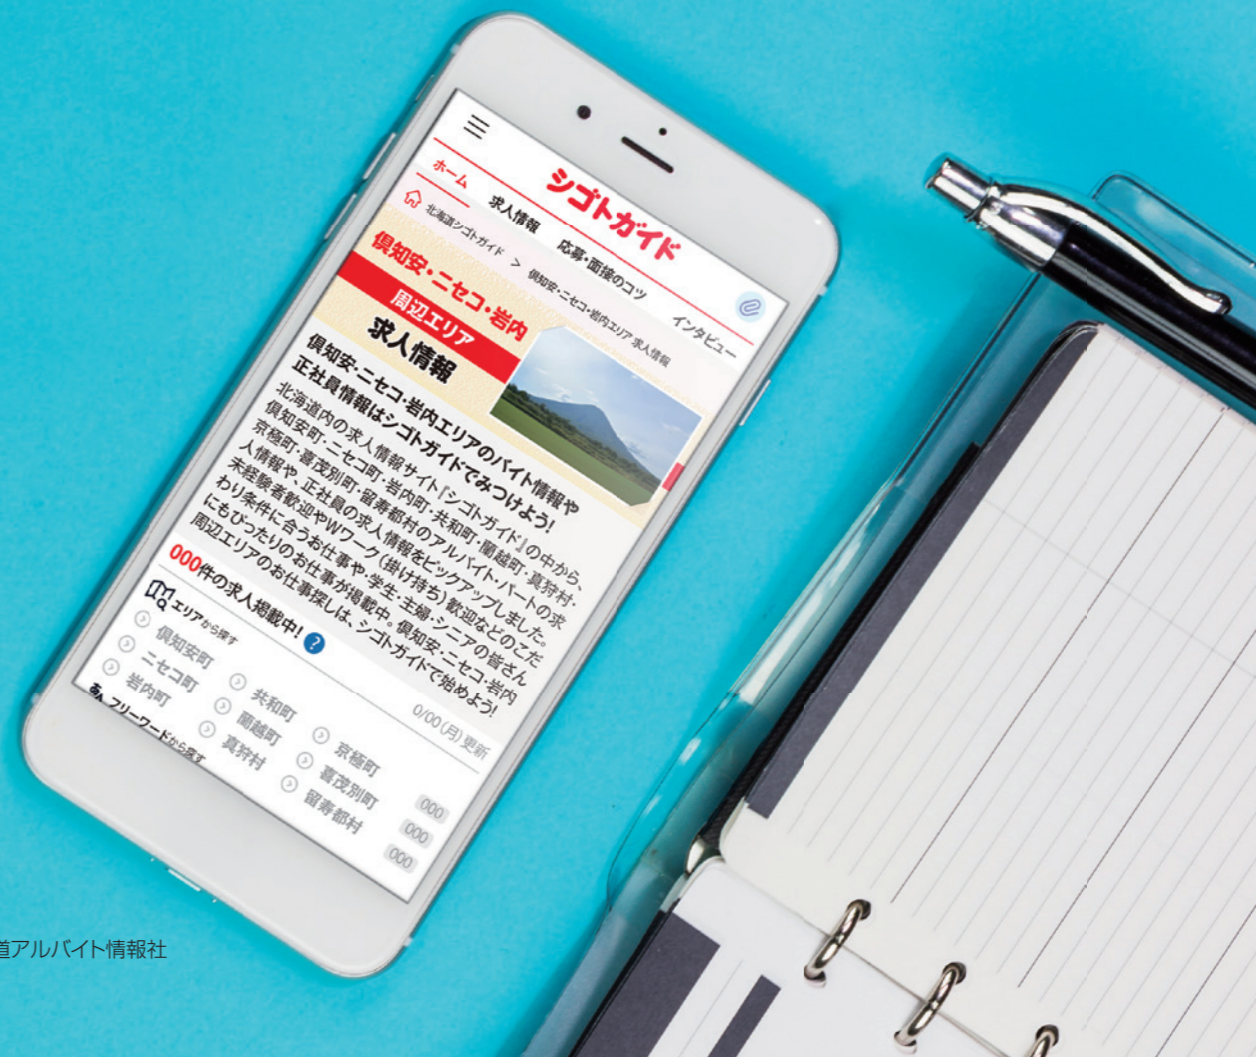 シゴトガイド
ホーム 求人情報 応募・面接のコツ インタビュー
北海道シゴトガイド > 倶知安・ニセコ・岩内エリア 求人情報
倶知安・ニセコ・岩内
周辺エリア
求人情報
倶知安・ニセコ・岩内エリアのバイト情報や
正社員情報はシゴトガイドでみつけよう!
北海道内の求人情報サイト『シゴトガイド』の中から、
倶知安町・ニセコ町・岩内町・共和町・蘭越町・真狩村・
京極町・喜茂別町・留寿都村のアルバイト・パートの求
人情報や、正社員の求人情報をピックアップしました。
未経験者歓迎やWワーク(掛け持ち)歓迎などのこだ
わり条件に合うお仕事や、学生・主婦・シニアの皆さん
にもぴったりのお仕事が掲載中。倶知安・ニセコ・岩内
周辺エリアのお仕事探しは、シゴトガイドで始めよう!
000件の求人掲載中! ?
0/00(月)更新
エリアから探す
倶知安町 共和町 京極町 000
ニセコ町 蘭越町 喜茂別町 000
岩内町 真狩村 留寿都村 000
あA フリーワードから探す
道アルバイト情報社